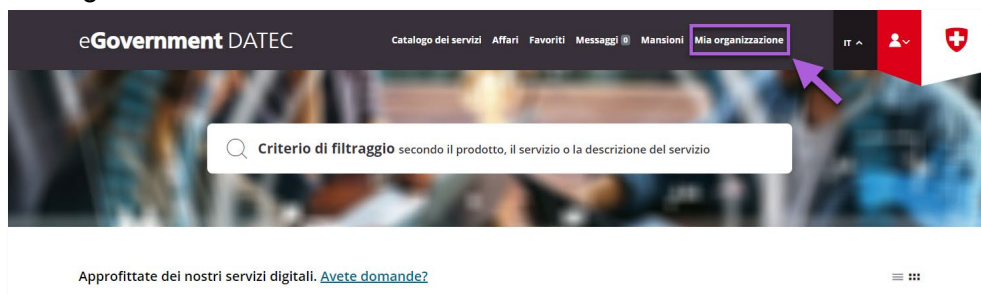 eGovernment DATEC
Catalogo dei servizi Affari Favoriti Messaggi 0 Mansioni Mia organizzazione
IT
Criterio di filtraggio secondo il prodotto, il servizio o la descrizione del servizio
Approfittate dei nostri servizi digitali. Avete domande?